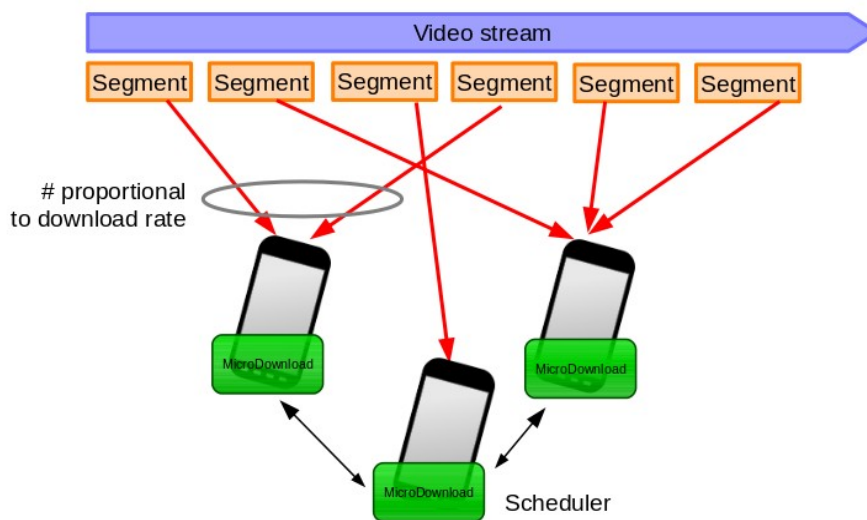 Video stream
Segment Segment Segment Segment Segment Segment
# proportional
to download rate
MicroDownload
MicroDownload
MicroDownload
Scheduler